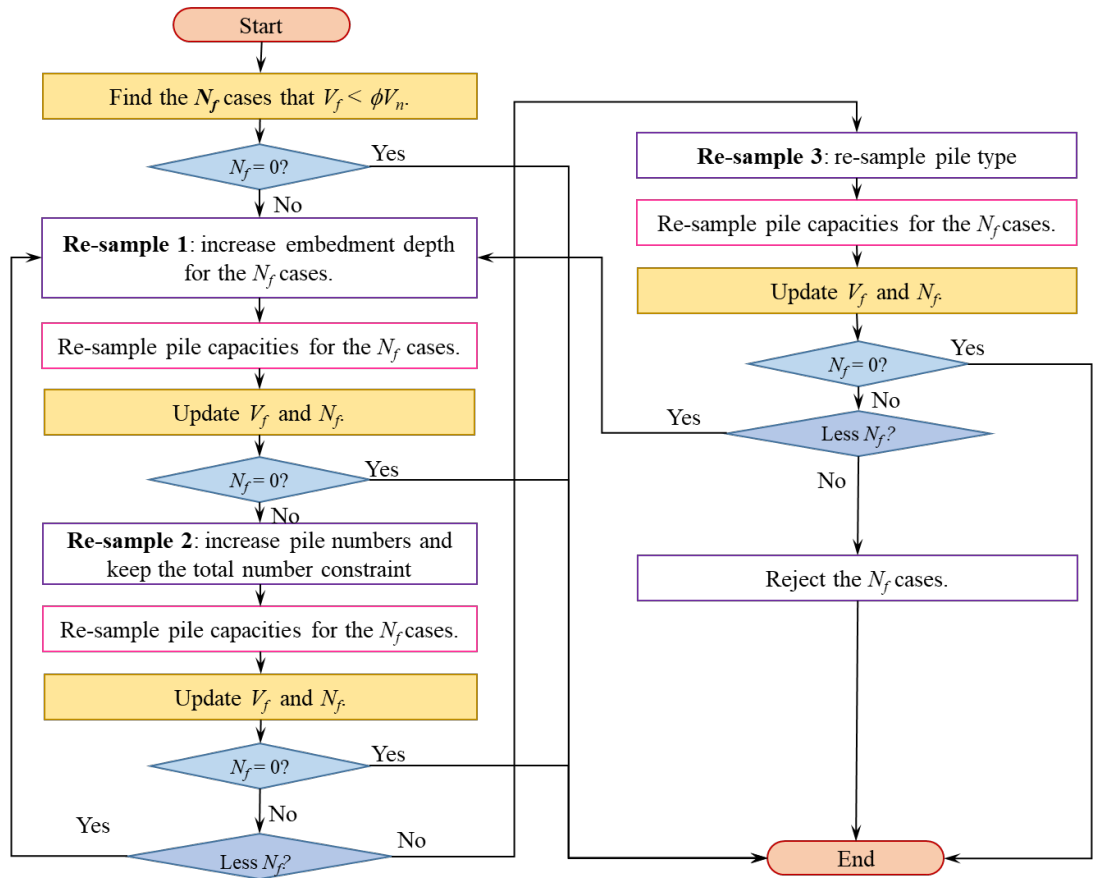 Start
Find the N_f cases that V_f < ϕV_n.
N_f = 0?
Yes
No
Re-sample 1: increase embedment depth
for the N_f cases.
Re-sample pile capacities for the N_f cases.
Update V_f and N_f.
N_f = 0?
Yes
No
Re-sample 2: increase pile numbers and
keep the total number constraint
Re-sample pile capacities for the N_f cases.
Update V_f and N_f.
N_f = 0?
Yes
No
Less N_f?
Yes
No
Re-sample 3: re-sample pile type
Re-sample pile capacities for the N_f cases.
Update V_f and N_f.
N_f = 0?
Yes
No
Less N_f?
Yes
No
Reject the N_f cases.
End